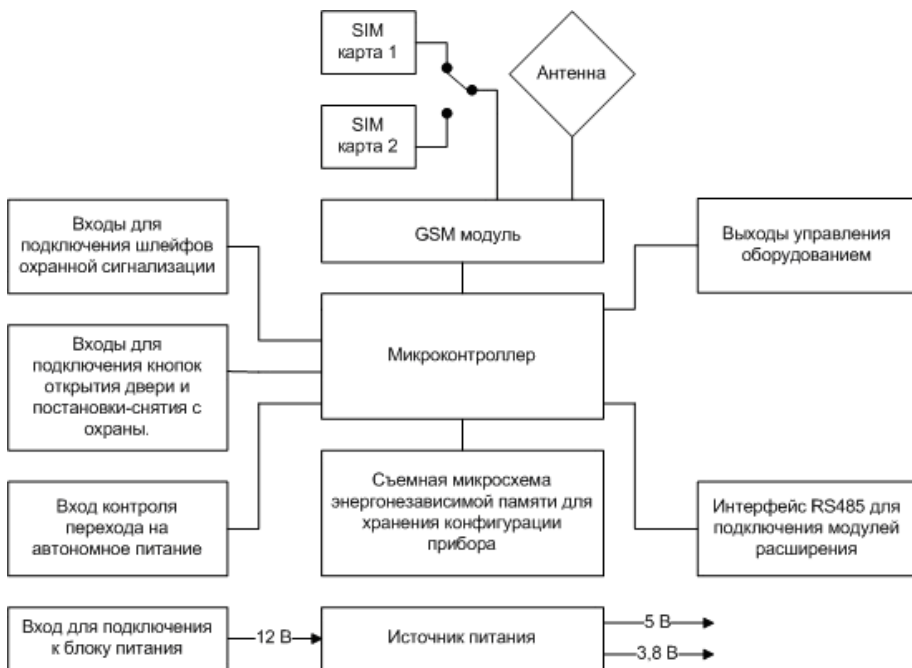 SIM
карта 1
Антенна
SIM
карта 2
Входы для
подключения шлейфов
охранной сигнализации
GSM модуль
Выходы управления
оборудованием
Входы для
подключения кнопок
открытия двери и
постановки-снятия с
охраны.
Микроконтроллер
Вход контроля
перехода на
автономное питание
Съемная микросхема
энергонезависимой памяти для
хранения конфигурации
прибора
Интерфейс RS485 для
подключения модулей
расширения
Вход для подключения
к блоку питания
12 В
Источник питания
5 В
3,8 В